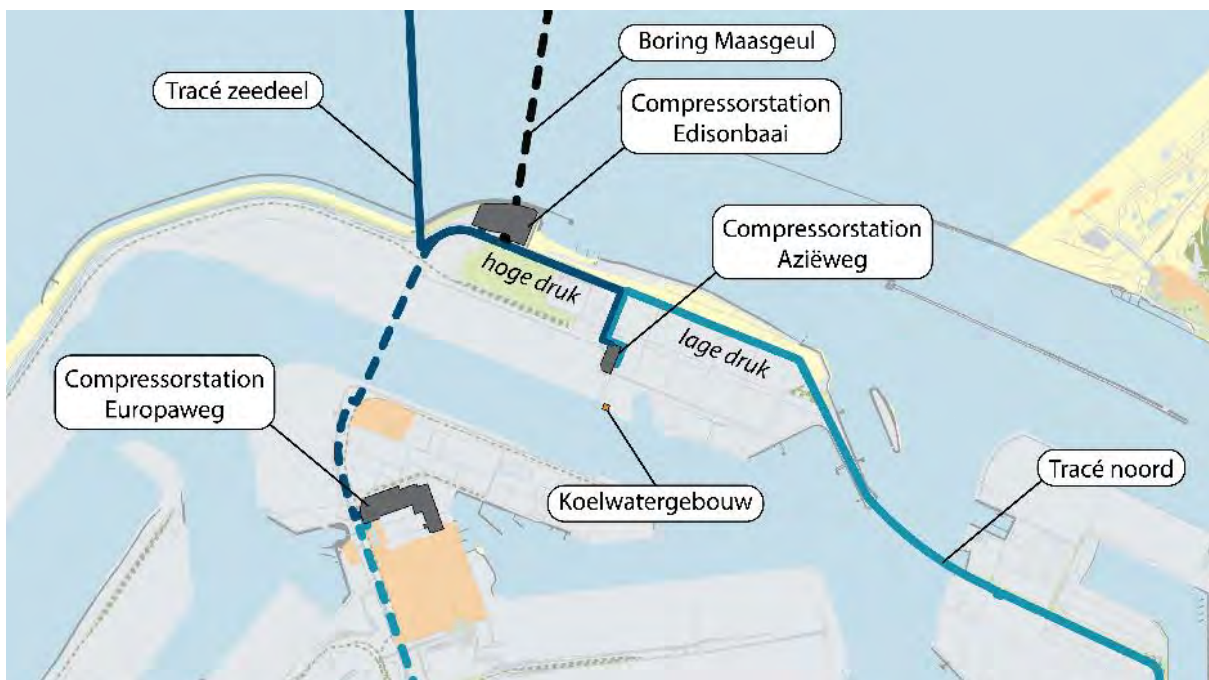 Boring Maasgeul
Tracé zeedeel
Compressorstation
Edisonbaai
Compressorstation
Aziëweg
hoge druk
lage druk
Compressorstation
Europaweg
Koelwatergebouw
Tracé noord